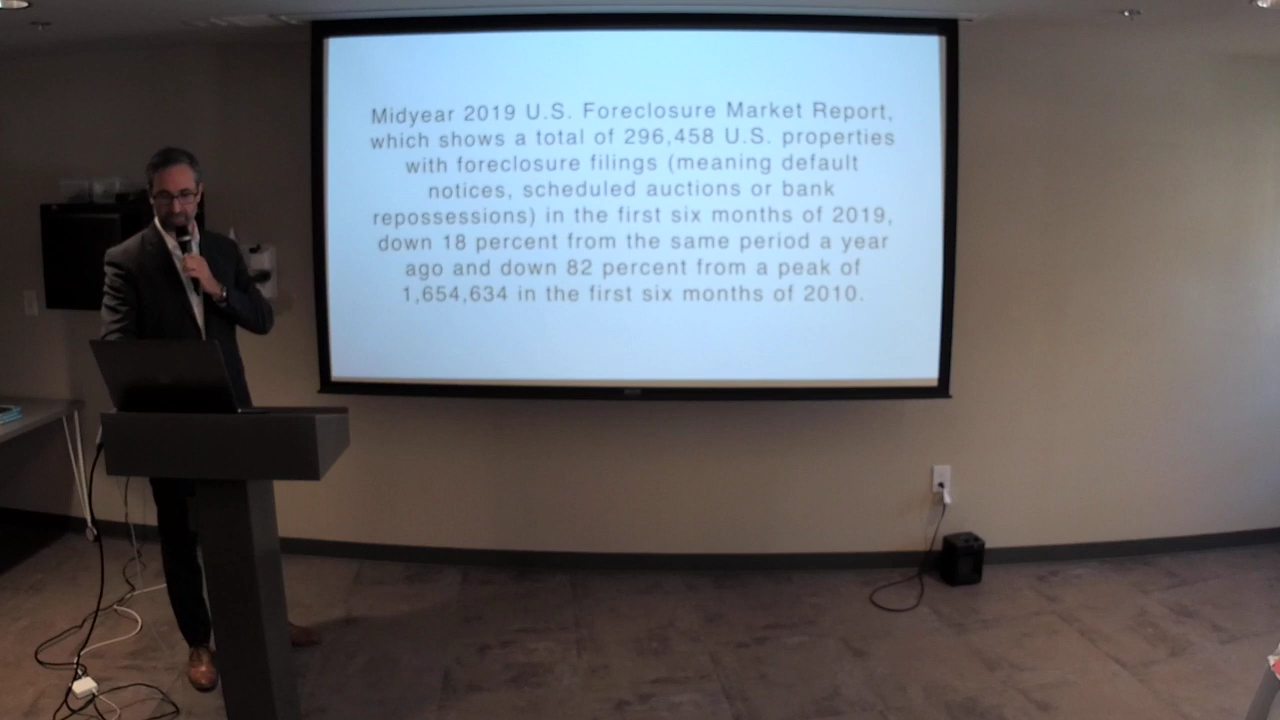 Midyear 2019 U.S. Foreclosure Market Report,
which shows a total of 296,458 U.S. properties
with foreclosure filings (meaning default
notices, scheduled auctions or bank
repossessions) in the first six months of 2019,
down 18 percent from the same period a year
ago and down 82 percent from a peak of
1,654,634 in the first six months of 2010.